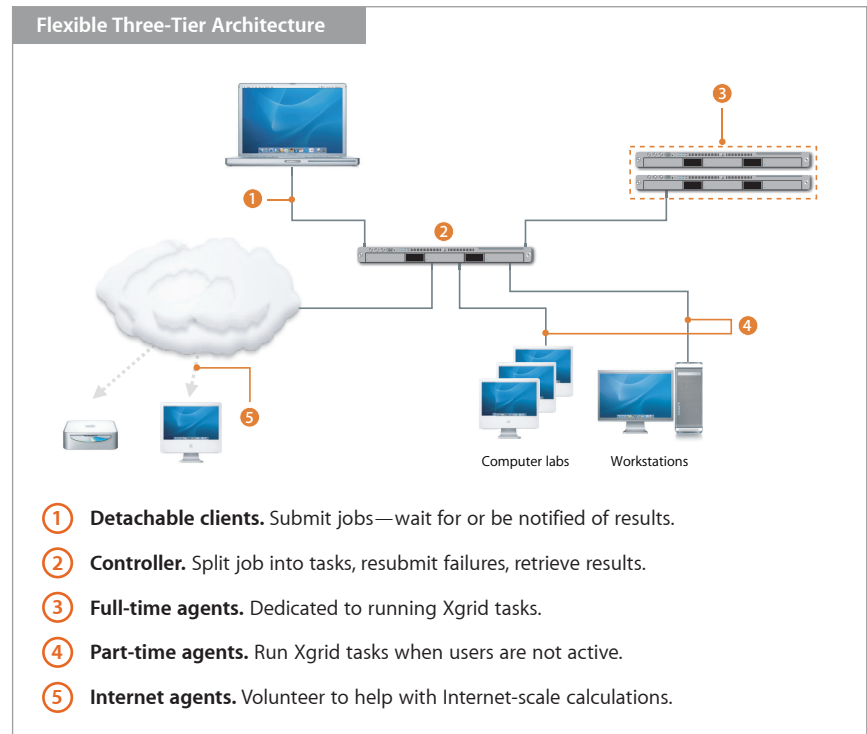 Flexible Three-Tier Architecture
3
1
2
4
5
Computer labs
Workstations
1 Detachable clients. Submit jobs—wait for or be notified of results.
2 Controller. Split job into tasks, resubmit failures, retrieve results.
3 Full-time agents. Dedicated to running Xgrid tasks.
4 Part-time agents. Run Xgrid tasks when users are not active.
5 Internet agents. Volunteer to help with Internet-scale calculations.